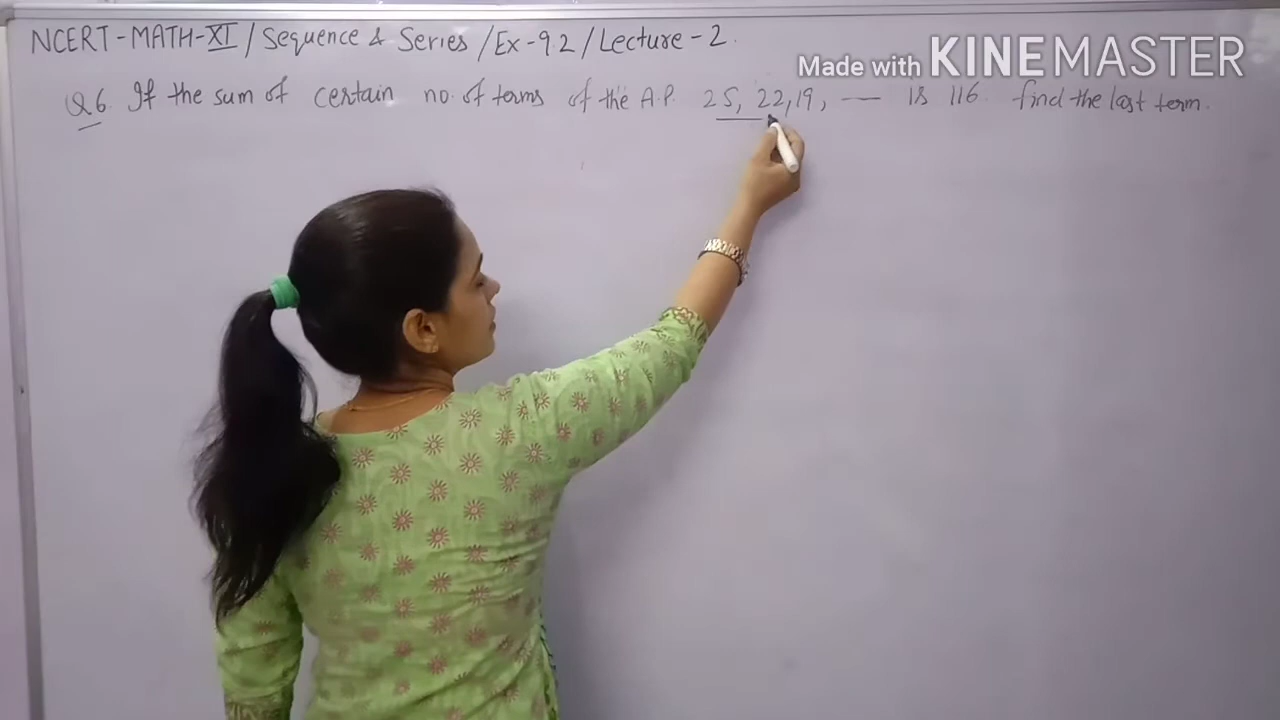 NCERT-MATH-XI/Sequence & Series/Ex-9.2/Lecture-2.
Made with KINEMASTER
Q6. If the sum of certain no. of terms of the A.P. 25, 22, 19, — is 116. find the last term.